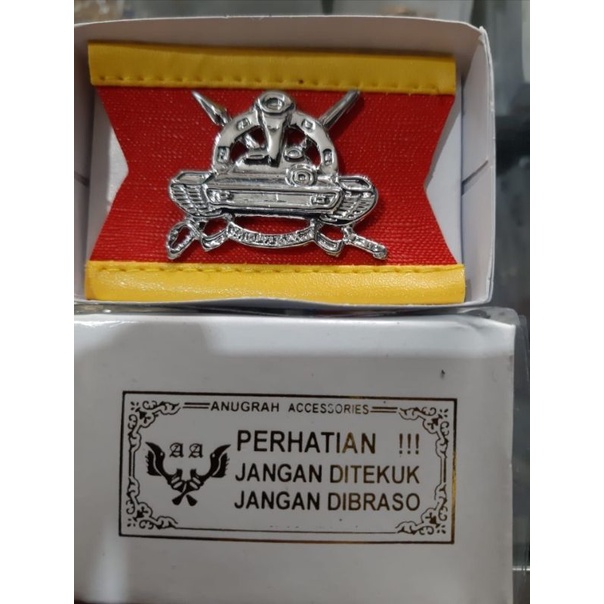 ANUGRAH ACCESSORIES
AA
PERHATIAN !!!
JANGAN DITEKUK
JANGAN DIBRASO